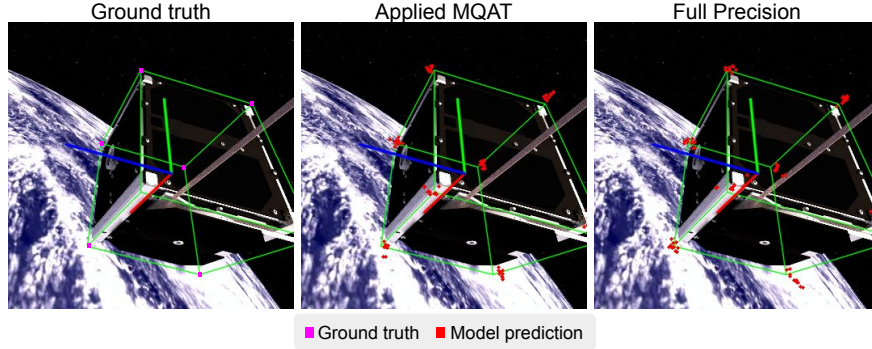 Ground truth
Applied MQAT
Full Precision
Ground truth
Model prediction